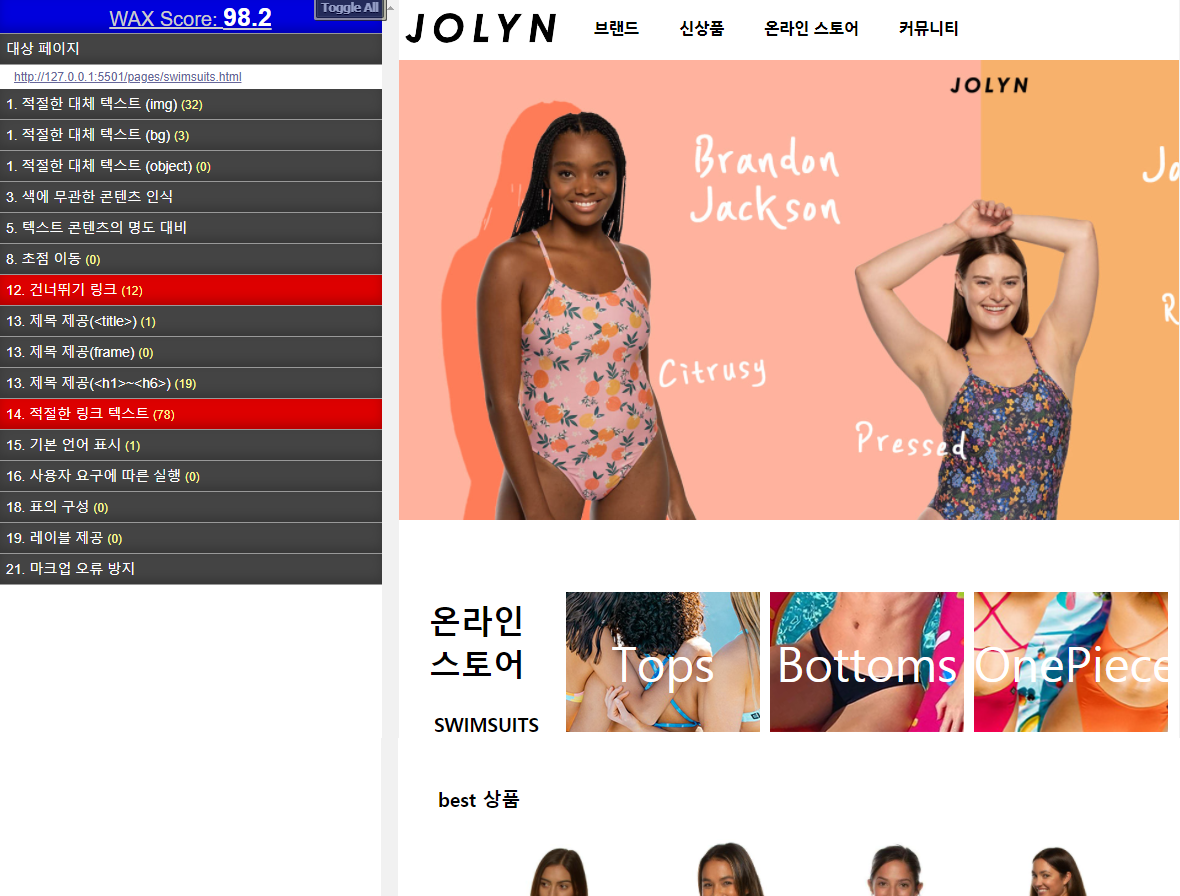 WAX Score: 98.2
Toggle All
대상 페이지
http://127.0.0.1:5501/pages/swimsuits.html
1. 적절한 대체 텍스트 (img) (32)
1. 적절한 대체 텍스트 (bg) (3)
1. 적절한 대체 텍스트 (object) (0)
3. 색에 무관한 콘텐츠 인식
5. 텍스트 콘텐츠의 명도 대비
8. 초점 이동 (0)
12. 건너뛰기 링크 (12)
13. 제목 제공(<title>) (1)
13. 제목 제공(frame) (0)
13. 제목 제공(<h1>~<h6>) (19)
14. 적절한 링크 텍스트 (78)
15. 기본 언어 표시 (1)
16. 사용자 요구에 따른 실행 (0)
18. 표의 구성 (0)
19. 레이블 제공 (0)
21. 마크업 오류 방지
JOLYN 브랜드 신상품 온라인 스토어 커뮤니티
JOLYN
Brandon
Jackson
Citrusy
Pressed
Jo
R
온라인
스토어
SWIMSUITS
Tops
Bottoms
OnePiece
best 상품